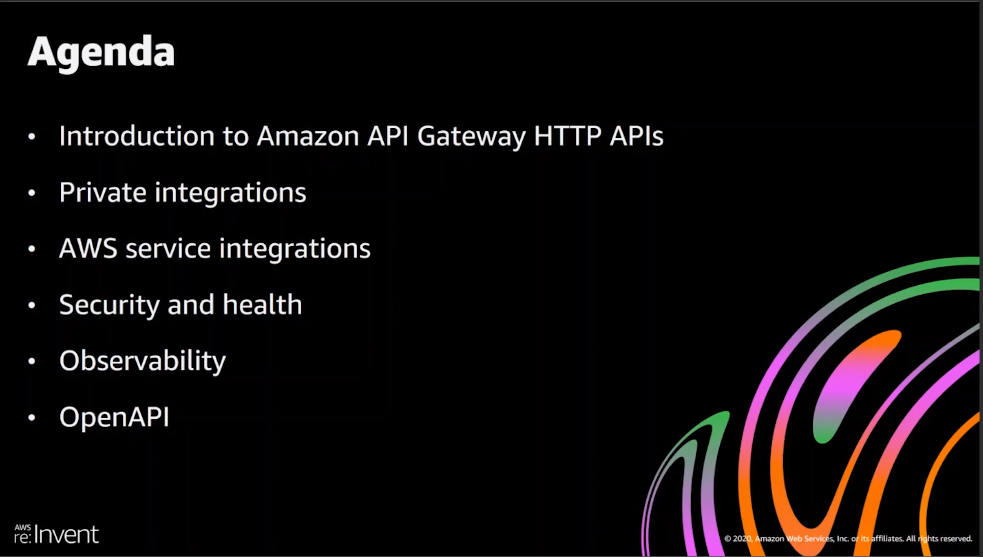 Agenda
• Introduction to Amazon API Gateway HTTP APIs
• Private integrations
• AWS service integrations
• Security and health
• Observability
• OpenAPI
AWS
re:Invent
© 2020, Amazon Web Services, Inc. or its affiliates. All rights reserved.